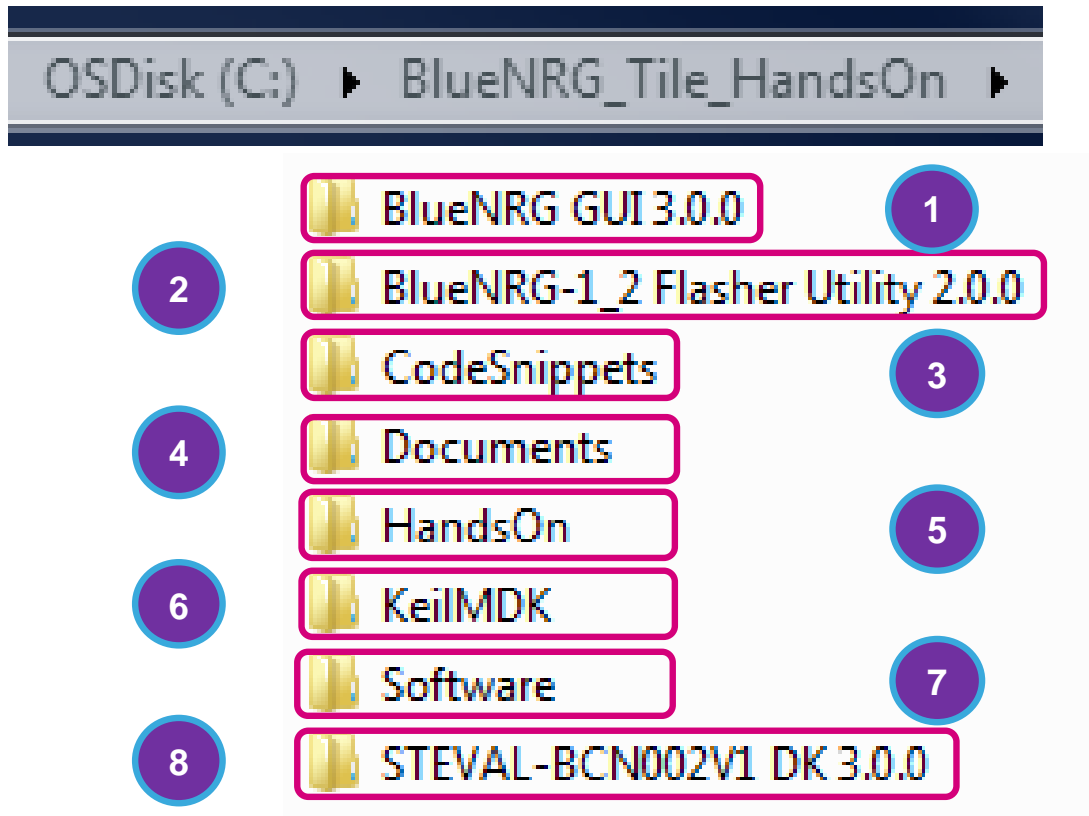 OSDisk (C:) ▸ BlueNRG_Tile_HandsOn ▸
BlueNRG GUI 3.0.0
1
2
BlueNRG-1_2 Flasher Utility 2.0.0
CodeSnippets
3
4
Documents
HandsOn
5
6
KeilMDK
Software
7
8
STEVAL-BCN002V1 DK 3.0.0